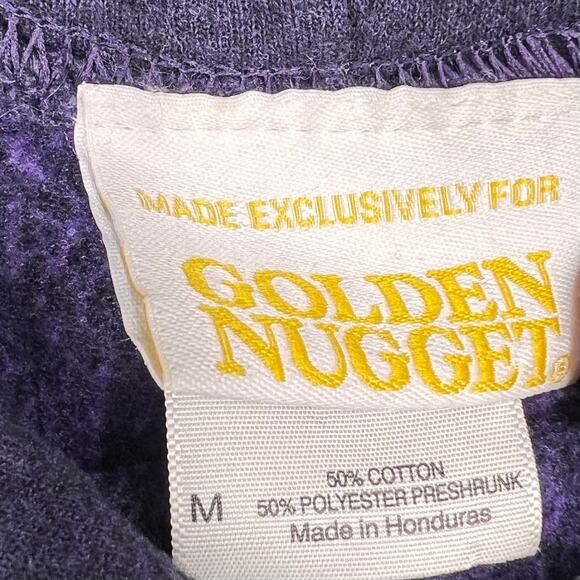 MADE EXCLUSIVELY FOR
GOLDEN
NUGGET®
50% COTTON
M 50% POLYESTER PRESHRUNK
Made in Honduras